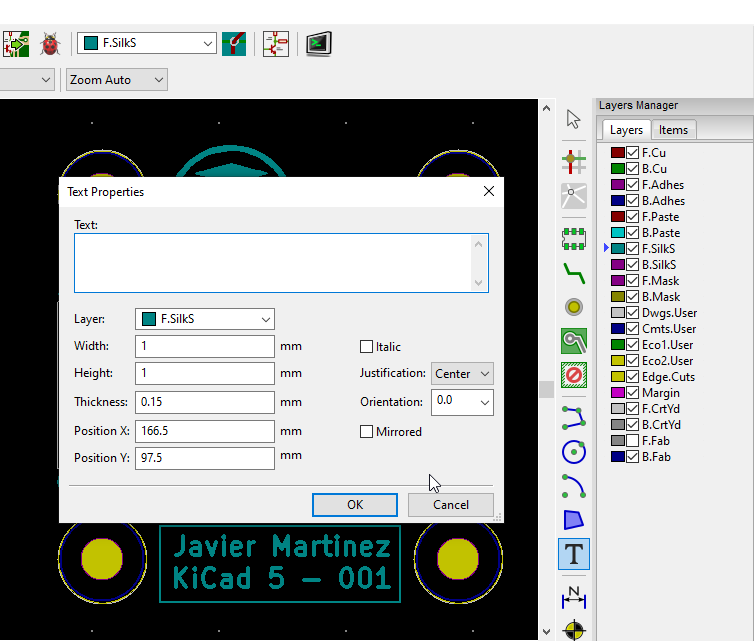 F.SilkS
Zoom Auto
Layers Manager
Layers Items
F.Cu
B.Cu
F.Adhes
B.Adhes
F.Paste
B.Paste
F.SilkS
B.SilkS
F.Mask
B.Mask
Dwgs.User
Cmts.User
Eco1.User
Eco2.User
Edge.Cuts
Margin
F.CrtYd
B.CrtYd
F.Fab
B.Fab
Text Properties
Text:
Layer: F.SilkS
Width: 1 mm
Italic
Height: 1 mm
Justification: Center
Thickness: 0.15 mm
Orientation: 0.0
Position X: 166.5 mm
Mirrored
Position Y: 97.5 mm
OK Cancel
Javier Martinez
KiCad 5 – 001
T
N